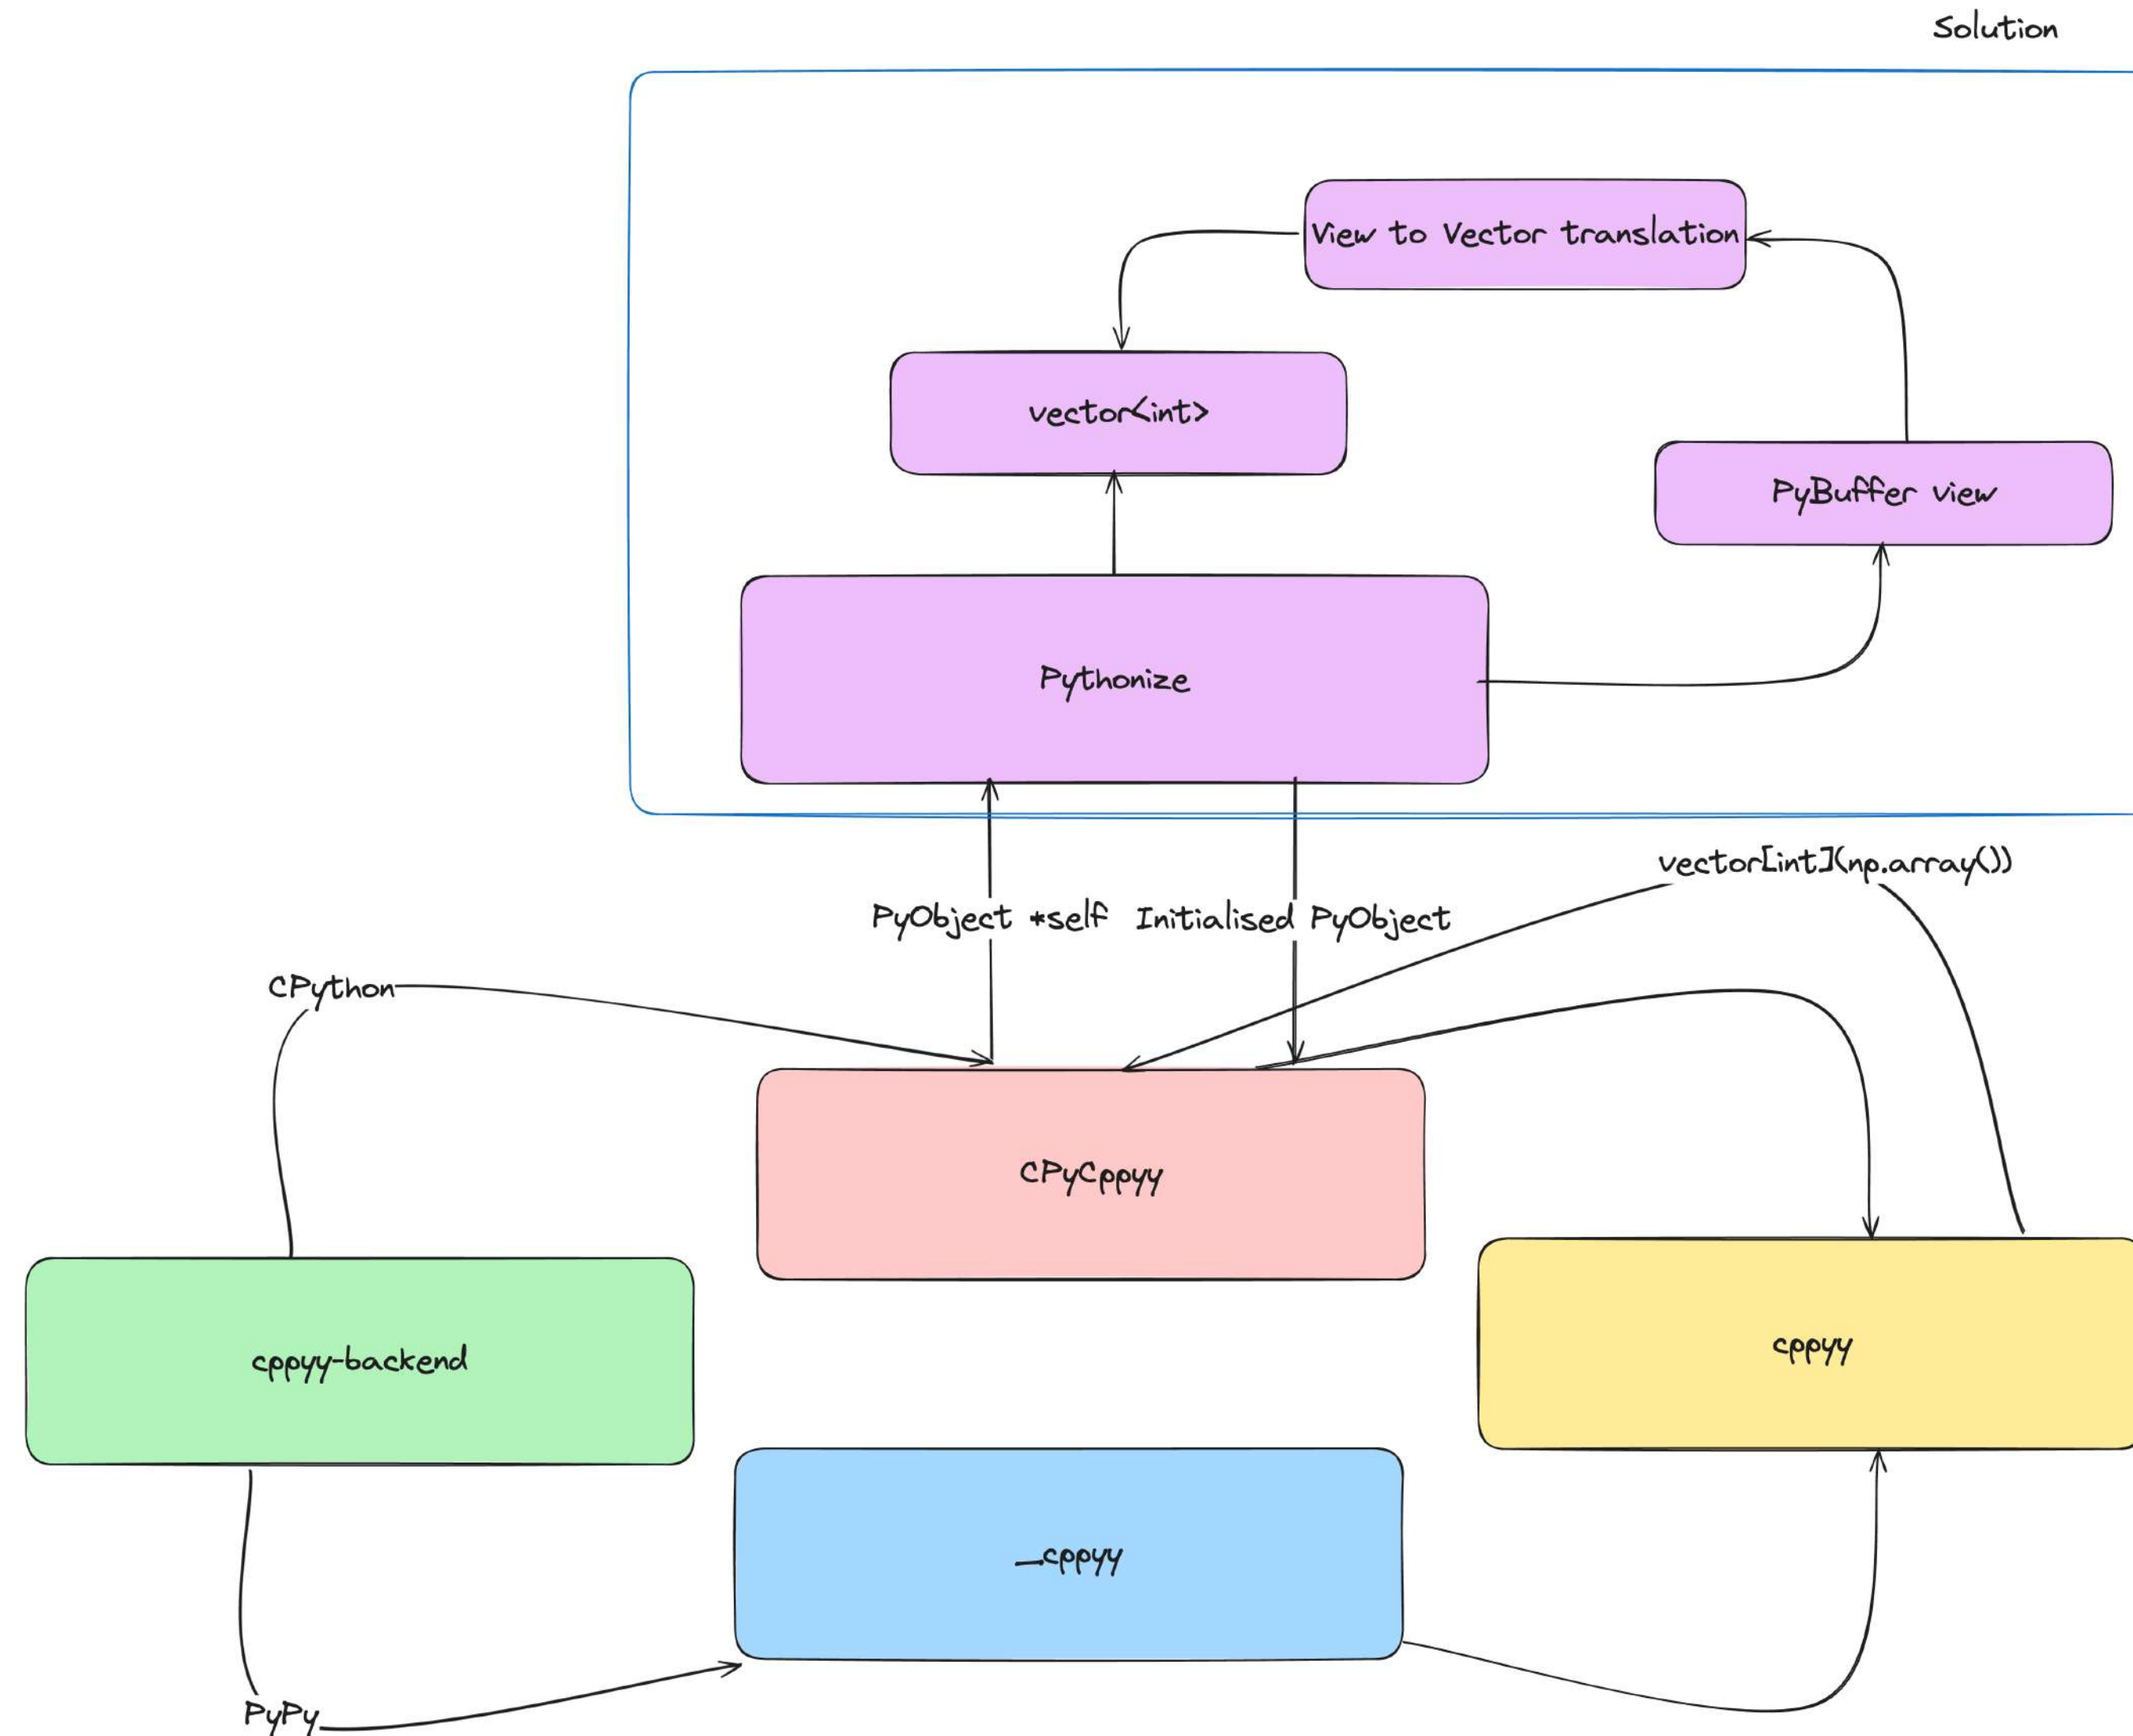 Solution
View to Vector translation
vector<int>
PyBuffer view
Pythonize
vector[int](np.array())
PyObject *self
Initialised PyObject
CPython
CPyCppyy
cppyy-backend
cppyy
_cppyy
PyPy